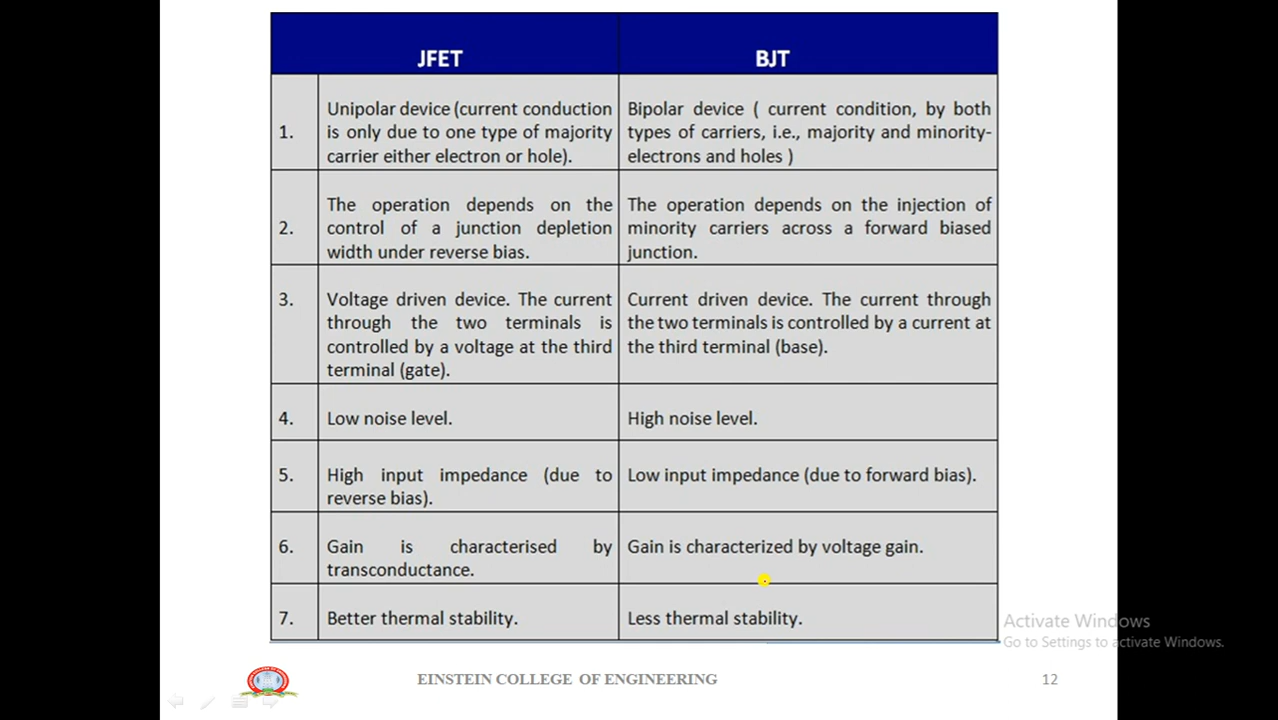 JFET
BJT
1.
Unipolar device (current conduction
is only due to one type of majority
carrier either electron or hole).
Bipolar device ( current condition, by both
types of carriers, i.e., majority and minority-
electrons and holes )
2.
The operation depends on the
control of a junction depletion
width under reverse bias.
The operation depends on the injection of
minority carriers across a forward biased
junction.
3.
Voltage driven device. The current
through the two terminals is
controlled by a voltage at the third
terminal (gate).
Current driven device. The current through
the two terminals is controlled by a current at
the third terminal (base).
4.
Low noise level.
High noise level.
5.
High input impedance (due to
reverse bias).
Low input impedance (due to forward bias).
6.
Gain is characterised by
transconductance.
Gain is characterized by voltage gain.
7.
Better thermal stability.
Less thermal stability.
Activate Windows
Go to Settings to activate Windows.
EINSTEIN COLLEGE OF ENGINEERING
12